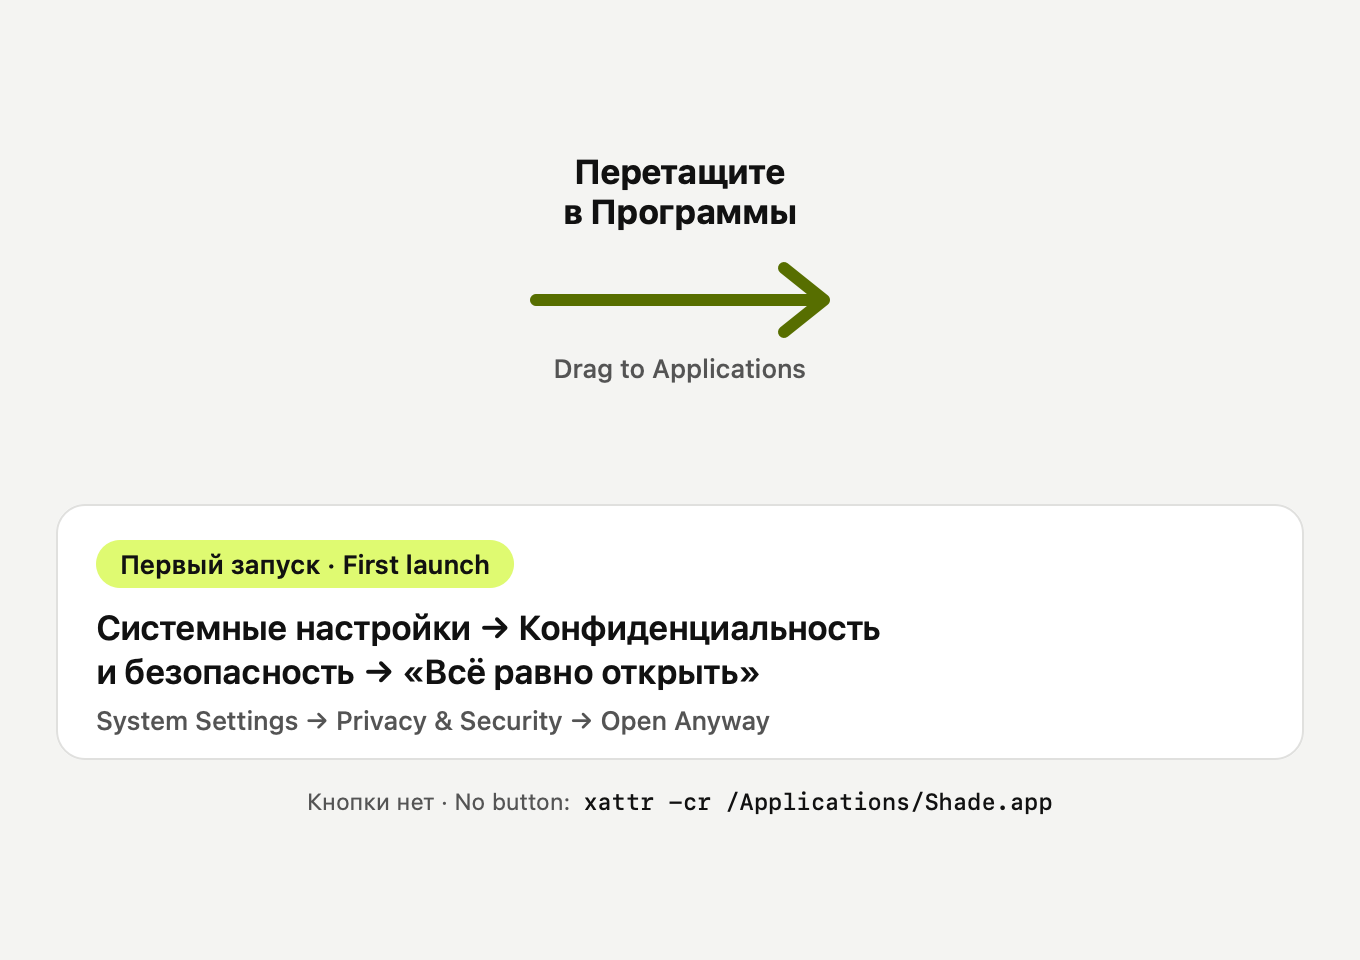 Перетащите
в Программы
Drag to Applications
Первый запуск · First launch
Системные настройки → Конфиденциальность
и безопасность → «Всё равно открыть»
System Settings → Privacy & Security → Open Anyway
Кнопки нет · No button: xattr -cr /Applications/Shade.app